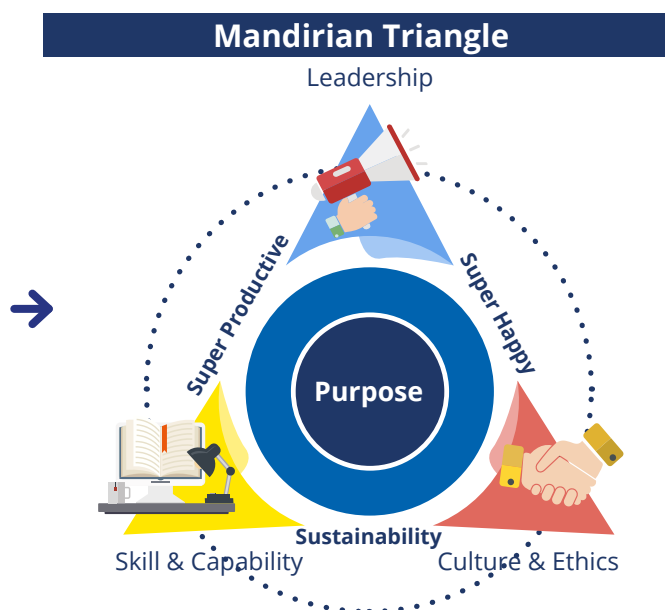 Mandirian Triangle
Leadership
Super Productive
Super Happy
Purpose
Sustainability
Skill & Capability
Culture & Ethics